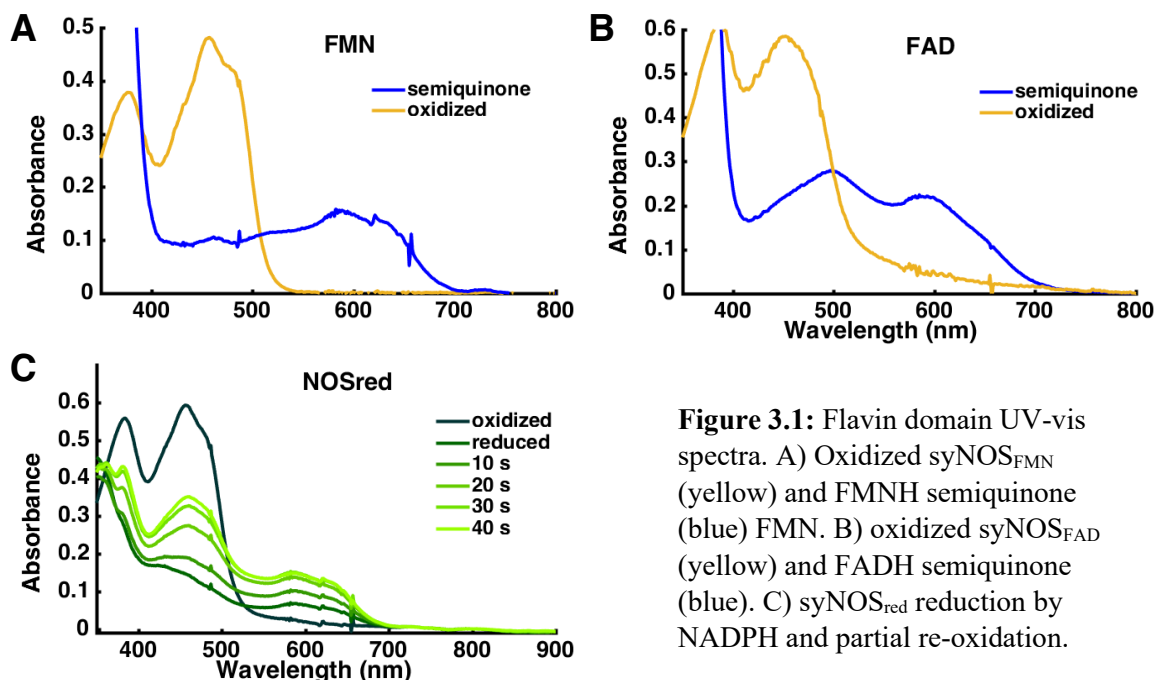 A
FMN
semiquinone
oxidized
Absorbance
0.5
0.4
0.3
0.2
0.1
0
400 500 600 700 800
B
FAD
semiquinone
oxidized
Absorbance
0.6
0.5
0.4
0.3
0.2
0.1
0
400 500 600 700 800
Wavelength (nm)
C
NOSred
oxidized
reduced
10 s
20 s
30 s
40 s
Absorbance
0.6
0.5
0.4
0.3
0.2
0.1
0
400 500 600 700 800 900
Wavelength (nm)
Figure 3.1: Flavin domain UV-vis
spectra. A) Oxidized syNOSFMN
(yellow) and FMNH semiquinone
(blue) FMN. B) oxidized syNOSFAD
(yellow) and FADH semiquinone
(blue). C) syNOSred reduction by
NADPH and partial re-oxidation.